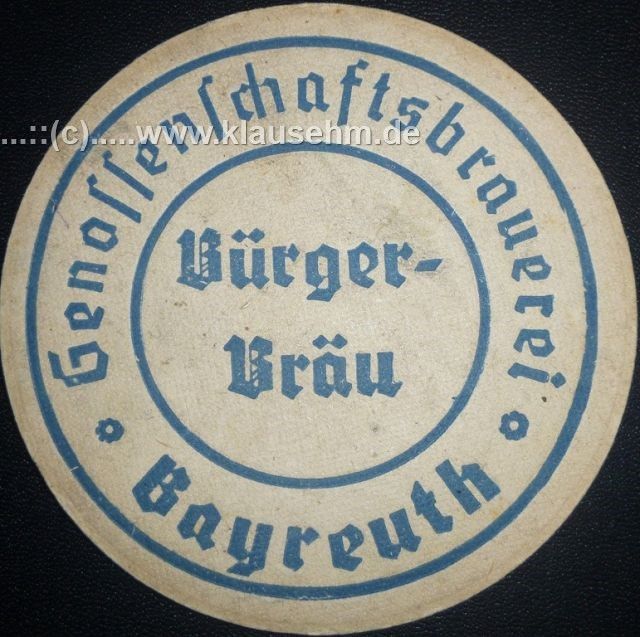 ...::(c).....www.klausehm.de
Genossenschaftsbrauerei
Bürger-
Bräu
Bayreuth